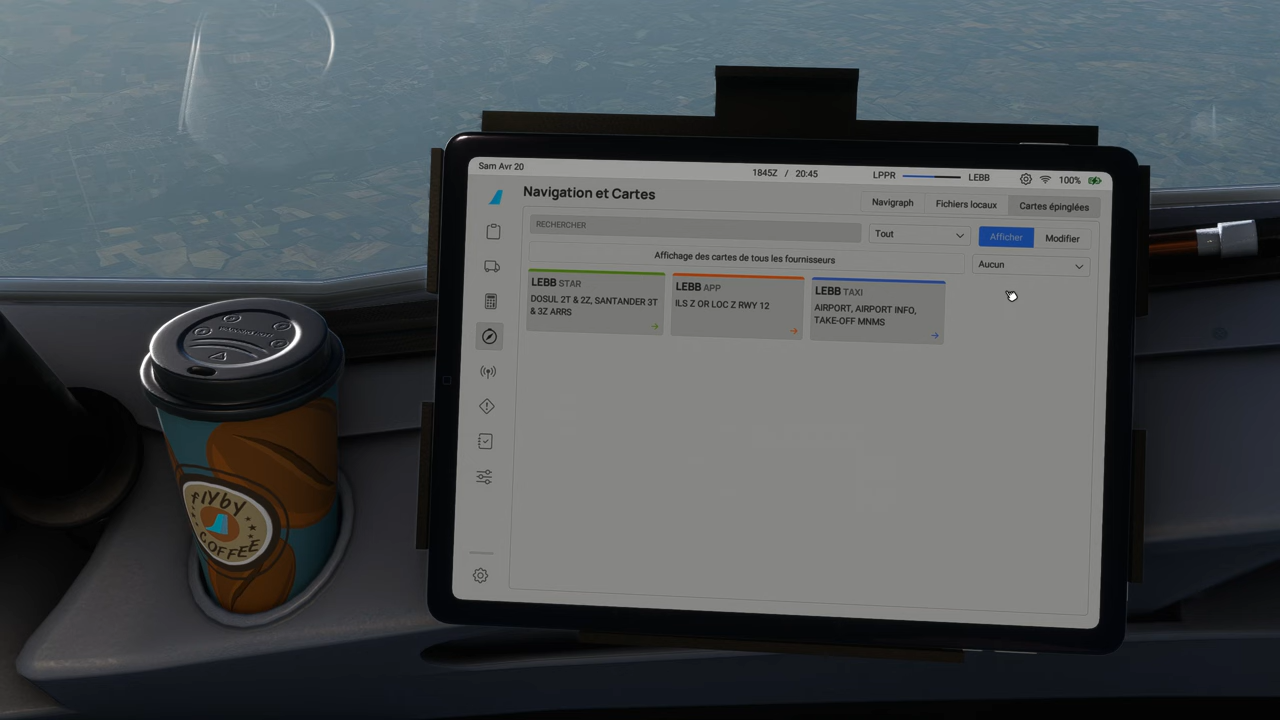 Sam Avr 20
1845Z / 20:45
LPPR
LEBB
100%
Navigation et Cartes
Navigraph
Fichiers locaux
Cartes épinglées
RECHERCHER
Tout
Afficher
Modifier
Affichage des cartes de tous les fournisseurs
Aucun
LEBB STAR
DOSUL 2T & 2Z, SANTANDER 3T
& 3Z ARRS
LEBB APP
ILS Z OR LOC Z RWY 12
LEBB TAXI
AIRPORT, AIRPORT INFO,
TAKE-OFF MNMS
flyby
COFFEE